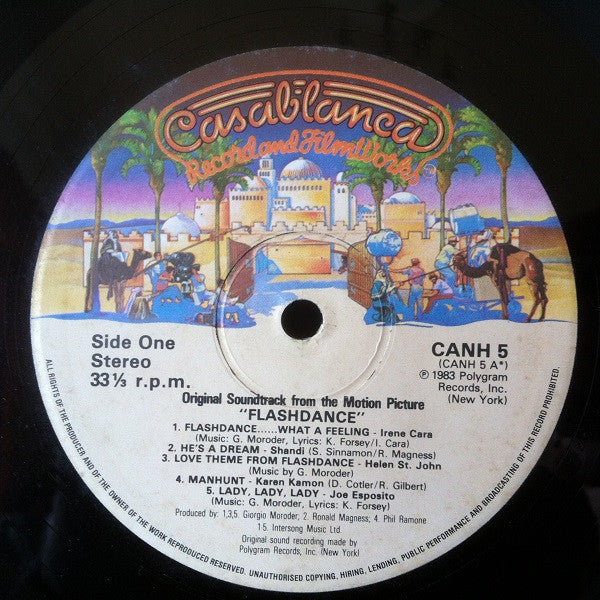 Casablanca
Record and FilmWorks
Side One
Stereo
33⅓ r.p.m.
CANH 5
(CANH 5 A*)
℗ 1983 Polygram
Records, Inc.
(New York)
Original Soundtrack from the Motion Picture
"FLASHDANCE"
1. FLASHDANCE......WHAT A FEELING - Irene Cara
(Music: G. Moroder, Lyrics: K. Forsey/I. Cara)
2. HE'S A DREAM - Shandi (S. Sinnamon/R. Magness)
3. LOVE THEME FROM FLASHDANCE - Helen St. John
(Music by G. Moroder)
4. MANHUNT - Karen Kamon (D. Cotler/R. Gilbert)
5. LADY, LADY, LADY - Joe Esposito
(Music: G. Moroder, Lyrics: K. Forsey)
Produced by: 1,3,5. Giorgio Moroder; 2. Ronald Magness; 4. Phil Ramone
1-5. Intersong Music Ltd.
Original sound recording made by
Polygram Records, Inc. (New York)
ALL RIGHTS OF THE PRODUCER AND OF THE OWNER OF THE WORK REPRODUCED RESERVED. UNAUTHORISED COPYING, HIRING, LENDING, PUBLIC PERFORMANCE AND BROADCASTING OF THIS RECORD PROHIBITED.